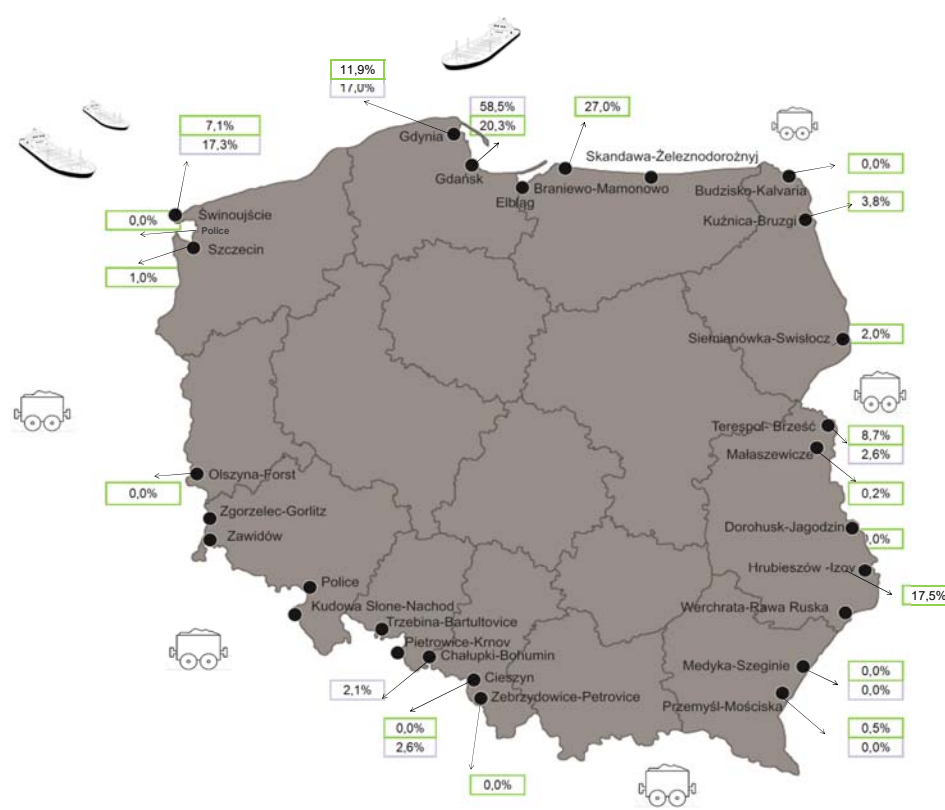 11,9%
17,0%
58,5%
20,3%
27,0%
7,1%
17,3%
Gdynia
Gdańsk
Elbląg
Braniewo-Mamonowo
Skandawa-Żeleznodorożnyj
Budzisko-Kalvaria
0,0%
Kuźnica-Bruzgi
3,8%
0,0%
Świnoujście
Police
Szczecin
1,0%
Siemianówka-Swisłocz
2,0%
Terespol- Brześć
8,7%
2,6%
Małaszewicze
0,2%
Olszyna-Forst
0,0%
Zgorzelec-Gorlitz
Zawidów
Dorohusk-Jagodzin
0,0%
Hrubieszów -Izov
17,5%
Police
Kudowa Słone-Nachod
Werchrata-Rawa Ruska
Trzebina-Bartultovice
Pietrowice-Krnov
Chałupki-Bohumin
2,1%
Cieszyn
Zebrzydowice-Petrovice
Medyka-Szeginie
0,0%
0,0%
Przemyśl-Mościska
0,5%
0,0%
0,0%
2,6%
0,0%